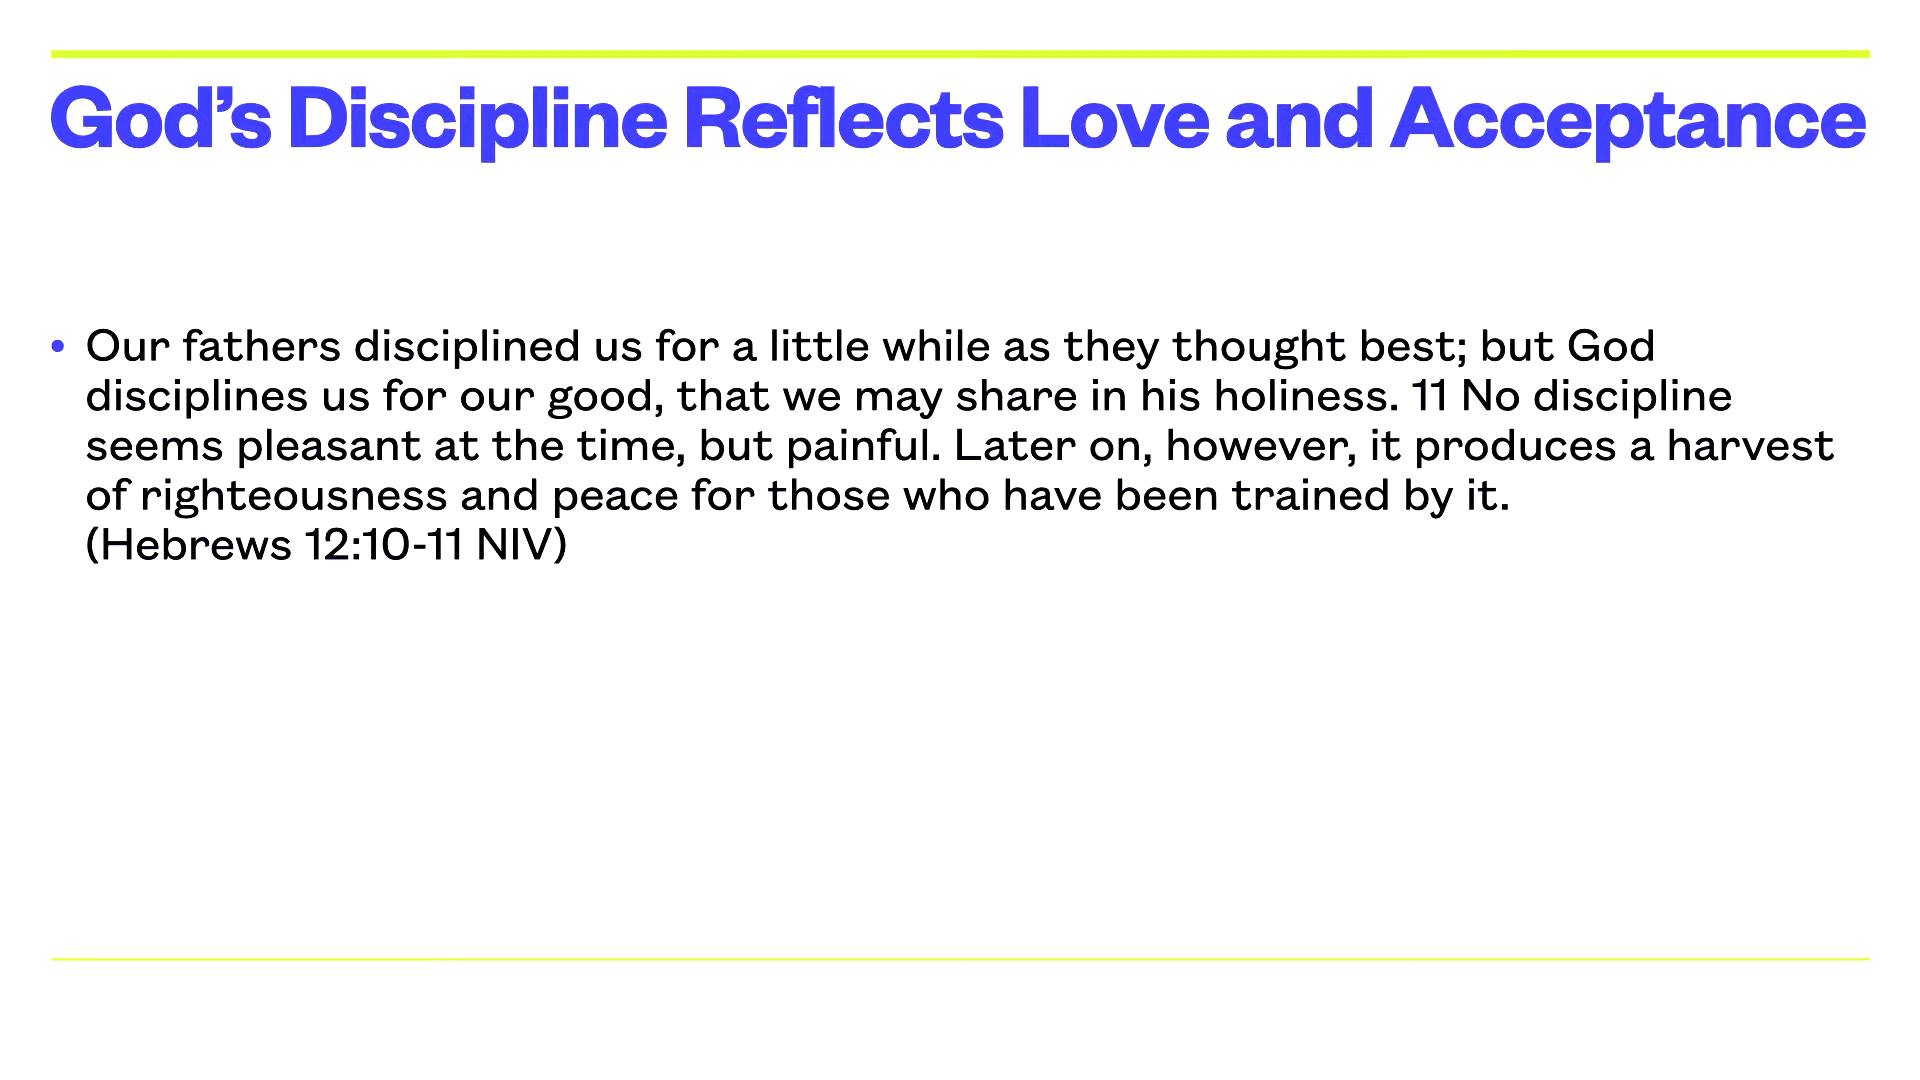 God’s Discipline Reflects Love and Acceptance
• Our fathers disciplined us for a little while as they thought best; but God
disciplines us for our good, that we may share in his holiness. 11 No discipline
seems pleasant at the time, but painful. Later on, however, it produces a harvest
of righteousness and peace for those who have been trained by it.
(Hebrews 12:10-11 NIV)